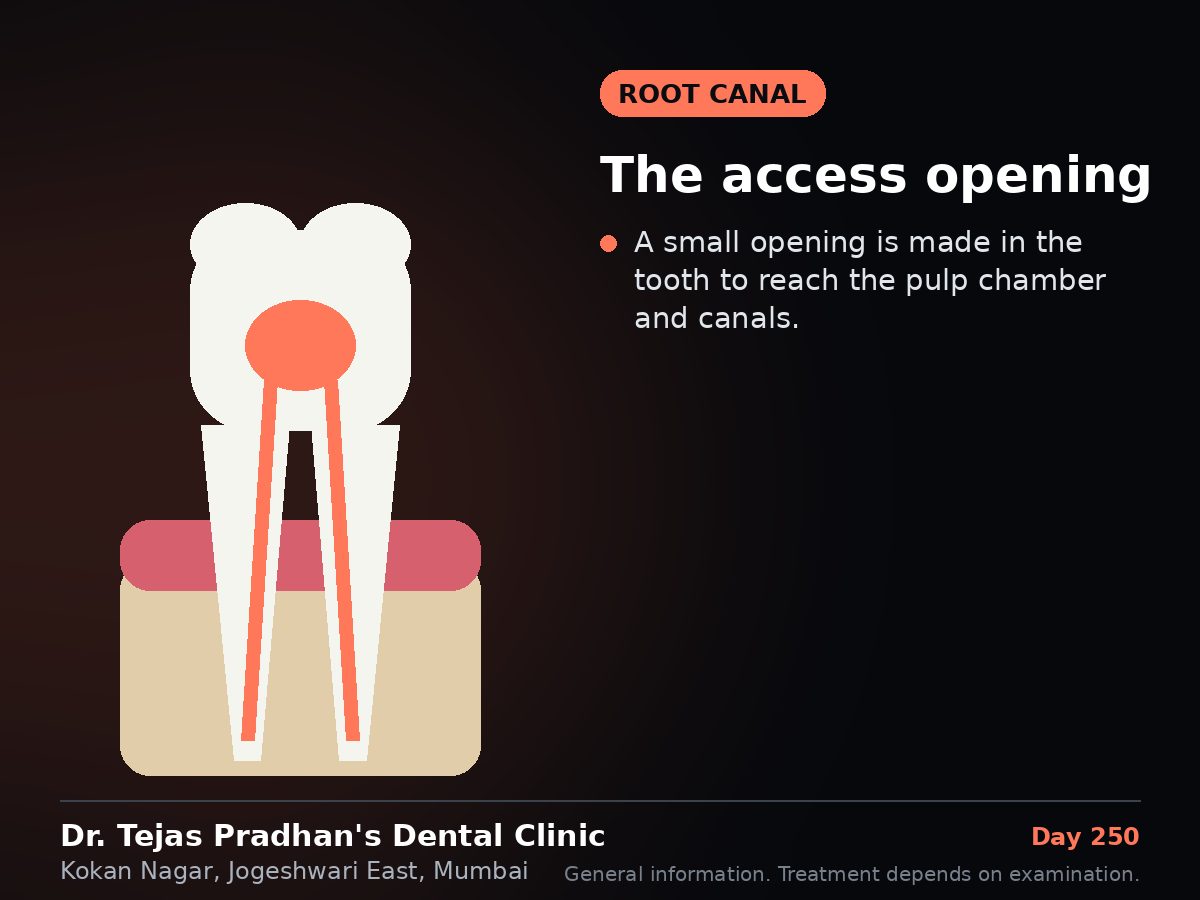 ROOT CANAL
The access opening
A small opening is made in the
tooth to reach the pulp chamber
and canals.
Dr. Tejas Pradhan's Dental Clinic
Day 250
Kokan Nagar, Jogeshwari East, Mumbai
General information. Treatment depends on examination.